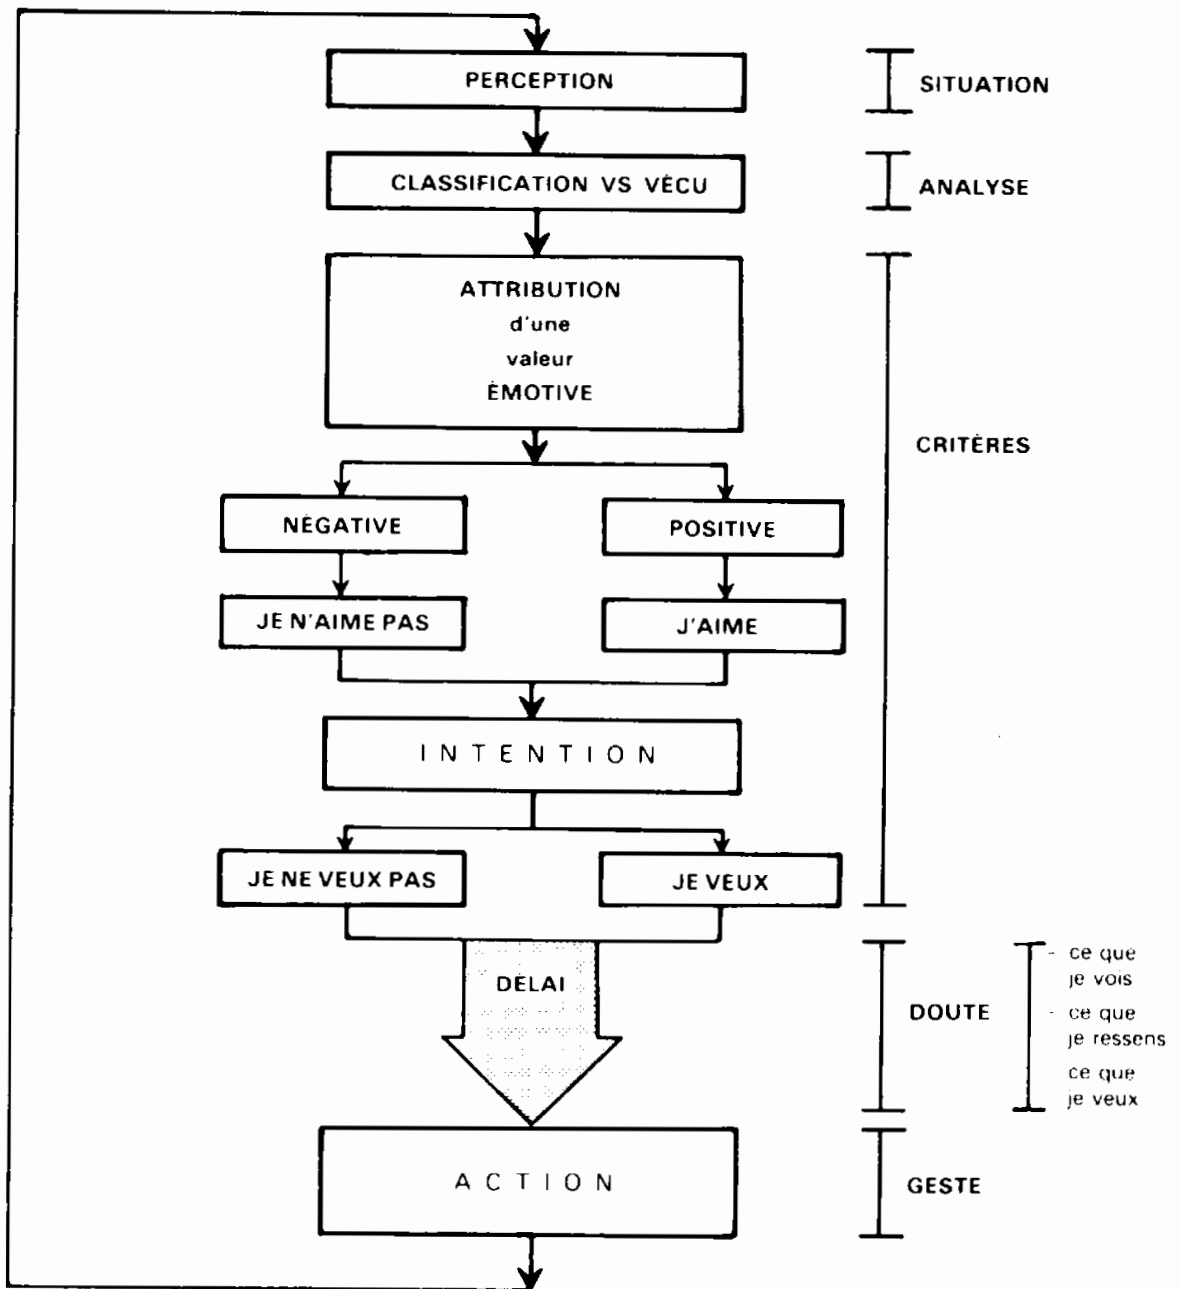 PERCEPTION
SITUATION
CLASSIFICATION VS VÉCU
ANALYSE
ATTRIBUTION
d'une
valeur
ÉMOTIVE
CRITÈRES
NÉGATIVE
POSITIVE
JE N'AIME PAS
J'AIME
INTENTION
JE NE VEUX PAS
JE VEUX
DÉLAI
DOUTE
- ce que
je vois
- ce que
je ressens
ce que
je veux
ACTION
GESTE